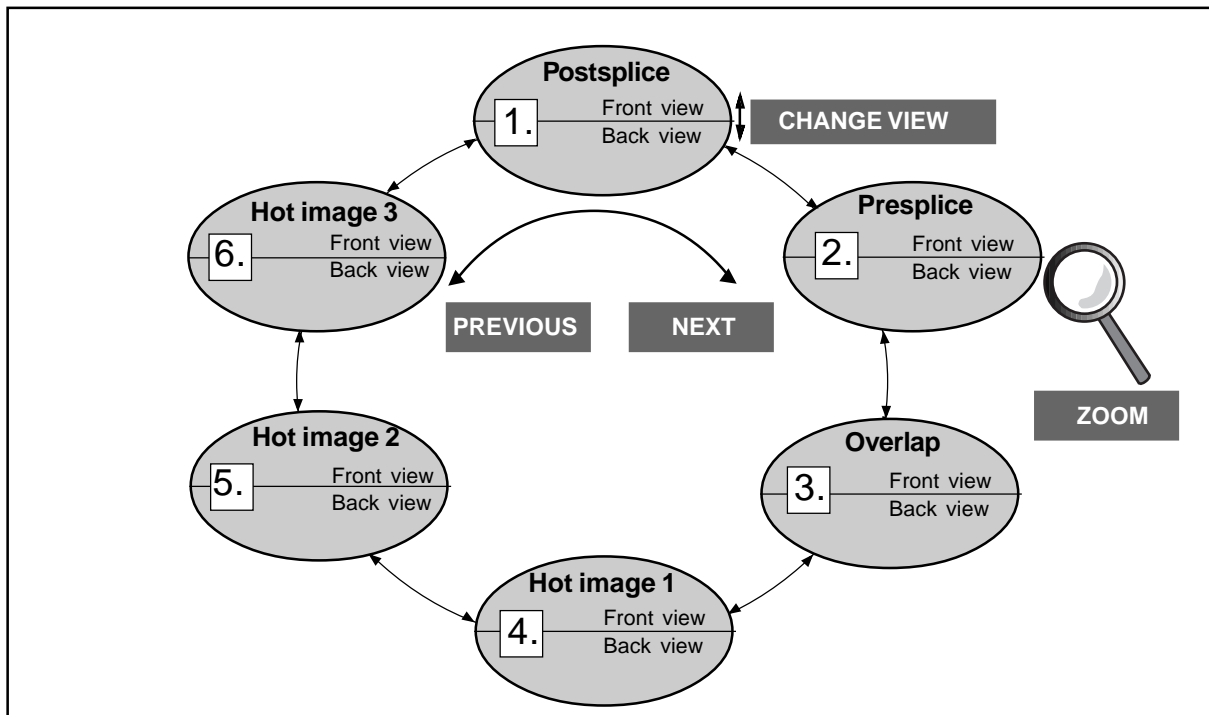 Postsplice
1.
Front view
Back view
CHANGE VIEW
Presplice
2.
Front view
Back view
ZOOM
Overlap
3.
Front view
Back view
Hot image 1
4.
Front view
Back view
Hot image 2
5.
Front view
Back view
Hot image 3
6.
Front view
Back view
PREVIOUS
NEXT